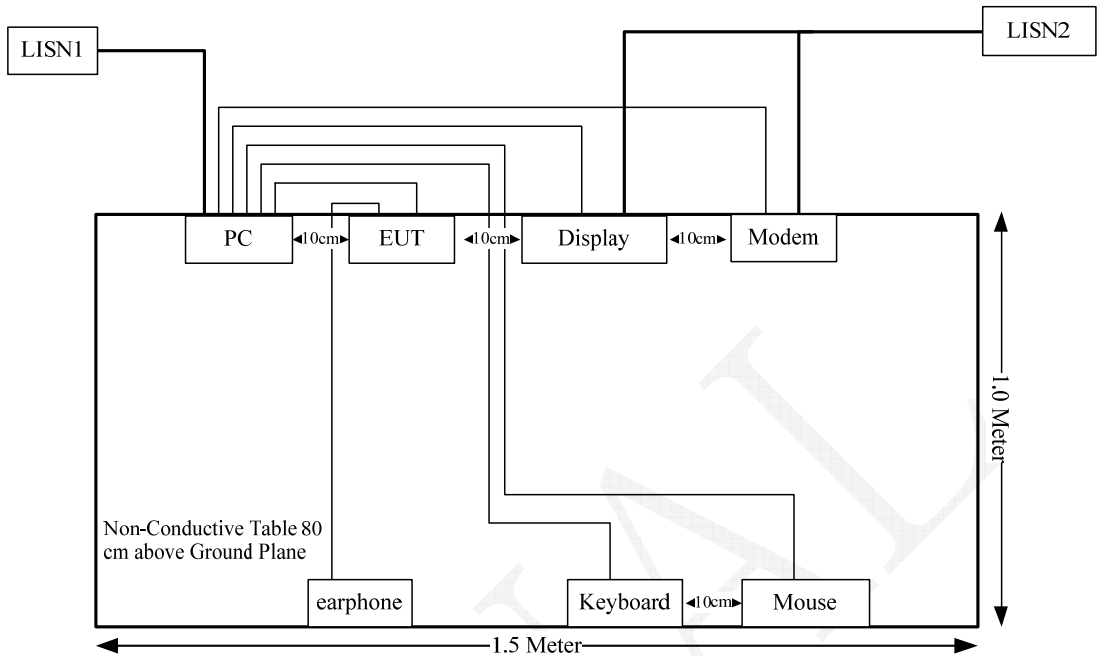 LISN1
LISN2
PC
10cm
EUT
10cm
Display
10cm
Modem
1.0 Meter
Non-Conductive Table 80
cm above Ground Plane
earphone
Keyboard
10cm
Mouse
1.5 Meter